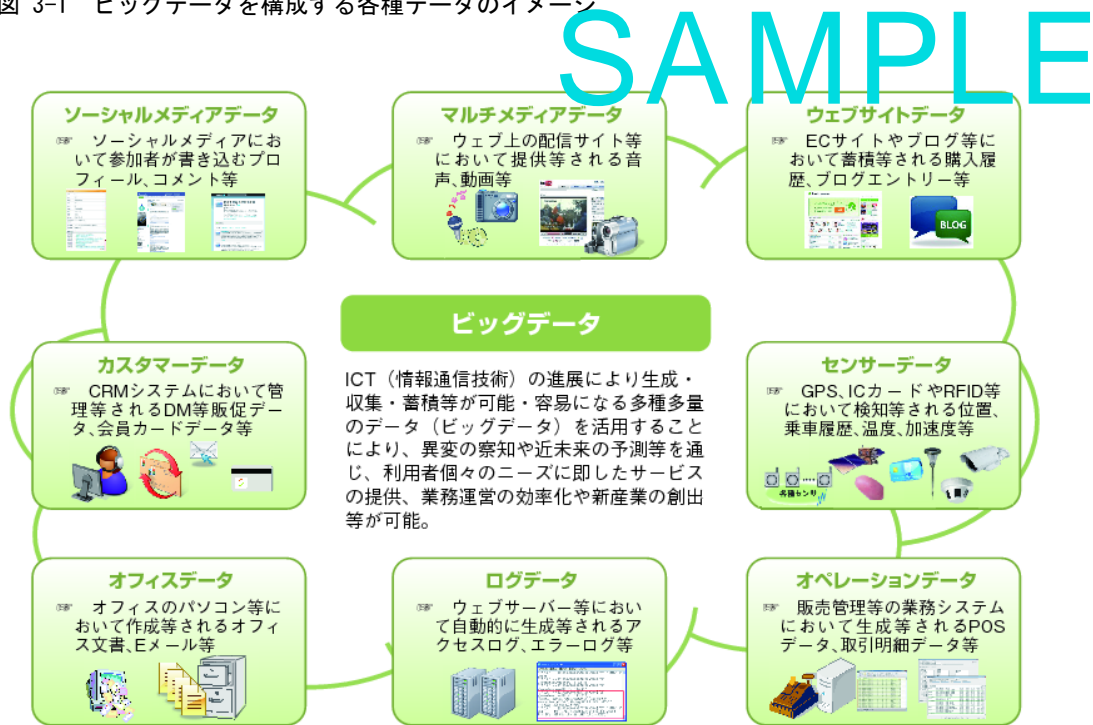 図 3-1 ビッグデータを構成する各種データのイメージ
SAMPLE
ソーシャルメディアデータ
☞ ソーシャルメディアにお
いて参加者が書き込むプロ
フィール、コメント等
マルチメディアデータ
☞ ウェブ上の配信サイト等
において提供等される音
声、動画等
ウェブサイトデータ
☞ ECサイトやブログ等に
おいて蓄積等される購入履
歴、ブログエントリー等
BLOG
カスタマーデータ
☞ CRMシステムにおいて管
理等されるDM等販促デー
タ、会員カードデータ等
ビッグデータ
ICT（情報通信技術）の進展により生成・
収集・蓄積等が可能・容易になる多種多量
のデータ（ビッグデータ）を活用すること
により、異変の察知や近未来の予測等を通
じ、利用者個々のニーズに即したサービス
の提供、業務運営の効率化や新産業の創出
等が可能。
センサーデータ
☞ GPS、ICカードやRFID等
において検知等される位置、
乗車履歴、温度、加速度等
各種センサ
オフィスデータ
☞ オフィスのパソコン等に
おいて作成等されるオフィ
ス文書、Eメール等
ログデータ
☞ ウェブサーバー等におい
て自動的に生成等されるア
クセスログ、エラーログ等
オペレーションデータ
☞ 販売管理等の業務システム
において生成等されるPOS
データ、取引明細データ等